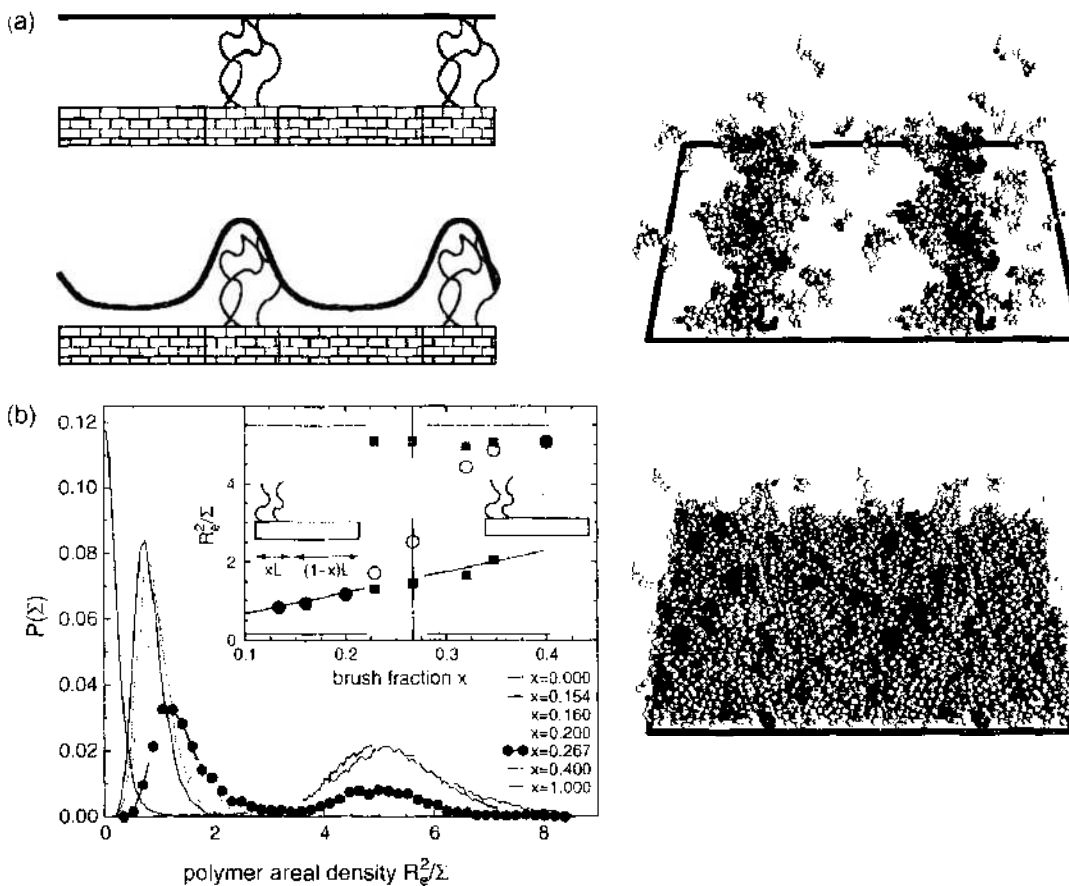 (a)
(b)
0.12
0.10
0.08
0.06
0.04
0.02
0.00
P(Σ)
0 2 4 6 8
polymer areal density R_e^2/Σ
4
2
0
R_e^2/Σ
0.1 0.2 0.3 0.4
brush fraction x
xL (1-x)L
x=0.000
x=0.154
x=0.160
x=0.200
x=0.267
x=0.400
x=1.000